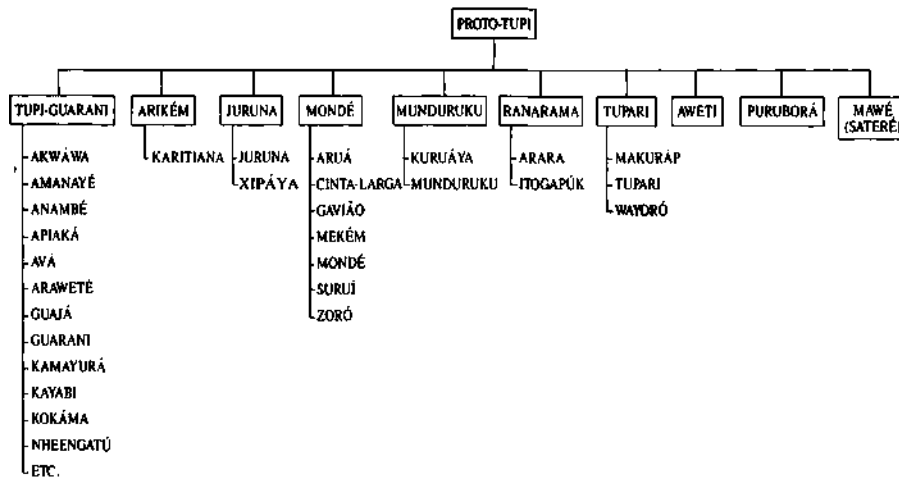 PROTO-TUPI
TUPI-GUARANI
AKWÁWA
AMANAYÉ
ANAMBÉ
APIAKÁ
AVÁ
ARAWETÉ
GUAJÁ
GUARANI
KAMAYURÁ
KAYABI
KOKÁMA
NHEENGATÚ
ETC.
ARIKÉM
KARITIANA
JURUNA
JURUNA
XIPÁYA
MONDÉ
ARUÁ
CINTA-LARGA
GAVIÃO
MEKÉM
MONDÉ
SURUÍ
ZORÓ
MUNDURUKU
KURUÁYA
MUNDURUKU
RANARAMA
ARARA
ITOGAPÚK
TUPARI
MAKURÁP
TUPARI
WAYDRÓ
AWETI
PURUBORÁ
MAWÉ
(SATERÉ)